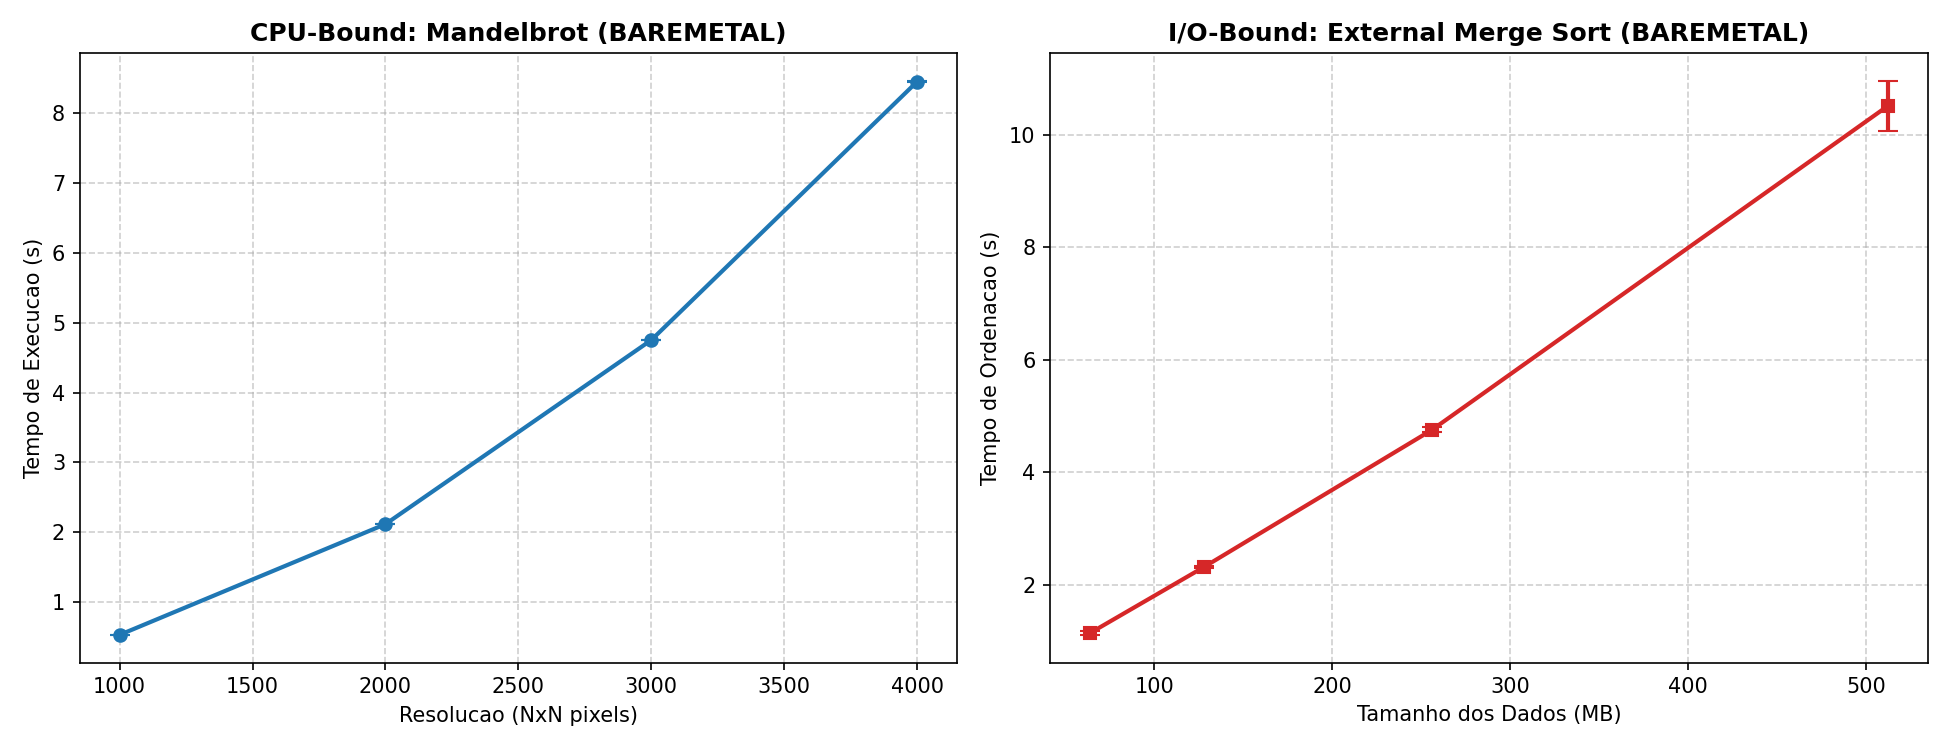 CPU-Bound: Mandelbrot (BAREMETAL)
Tempo de Execucao (s)
8
7
6
5
4
3
2
1
1000 1500 2000 2500 3000 3500 4000
Resolucao (NxN pixels)
I/O-Bound: External Merge Sort (BAREMETAL)
Tempo de Ordenacao (s)
10
8
6
4
2
100 200 300 400 500
Tamanho dos Dados (MB)